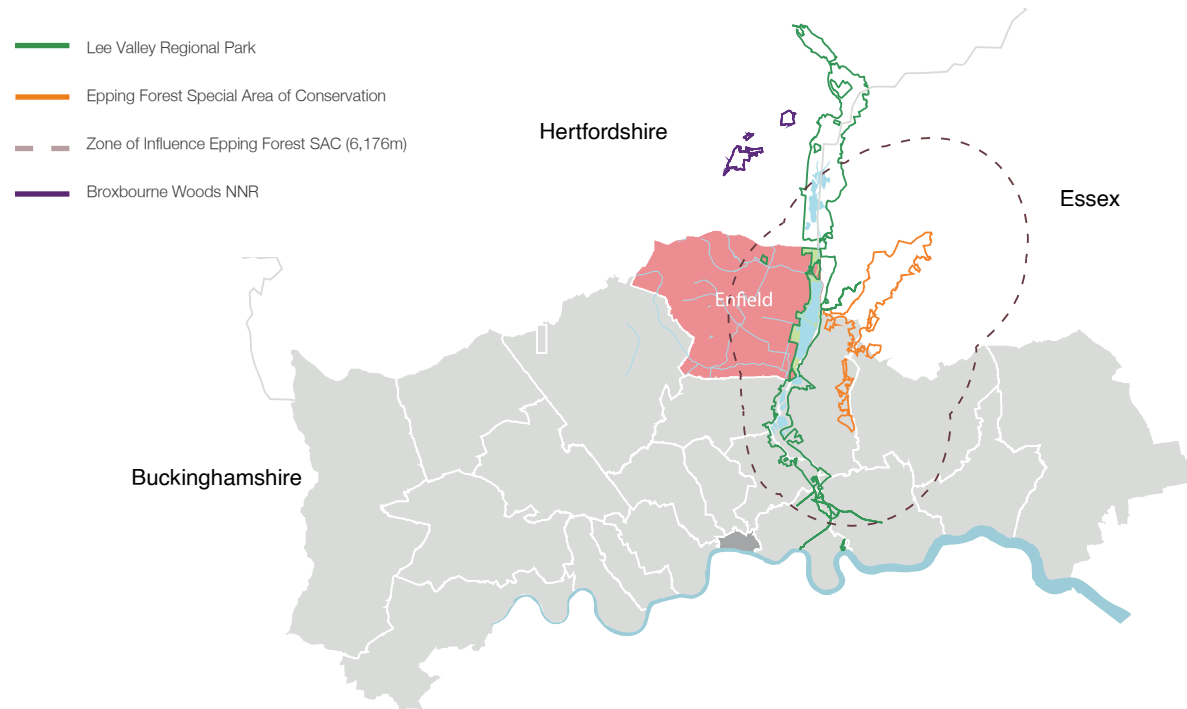 Lee Valley Regional Park
Epping Forest Special Area of Conservation
Zone of Influence Epping Forest SAC (6,176m)
Broxbourne Woods NNR
Hertfordshire
Essex
Enfield
Buckinghamshire